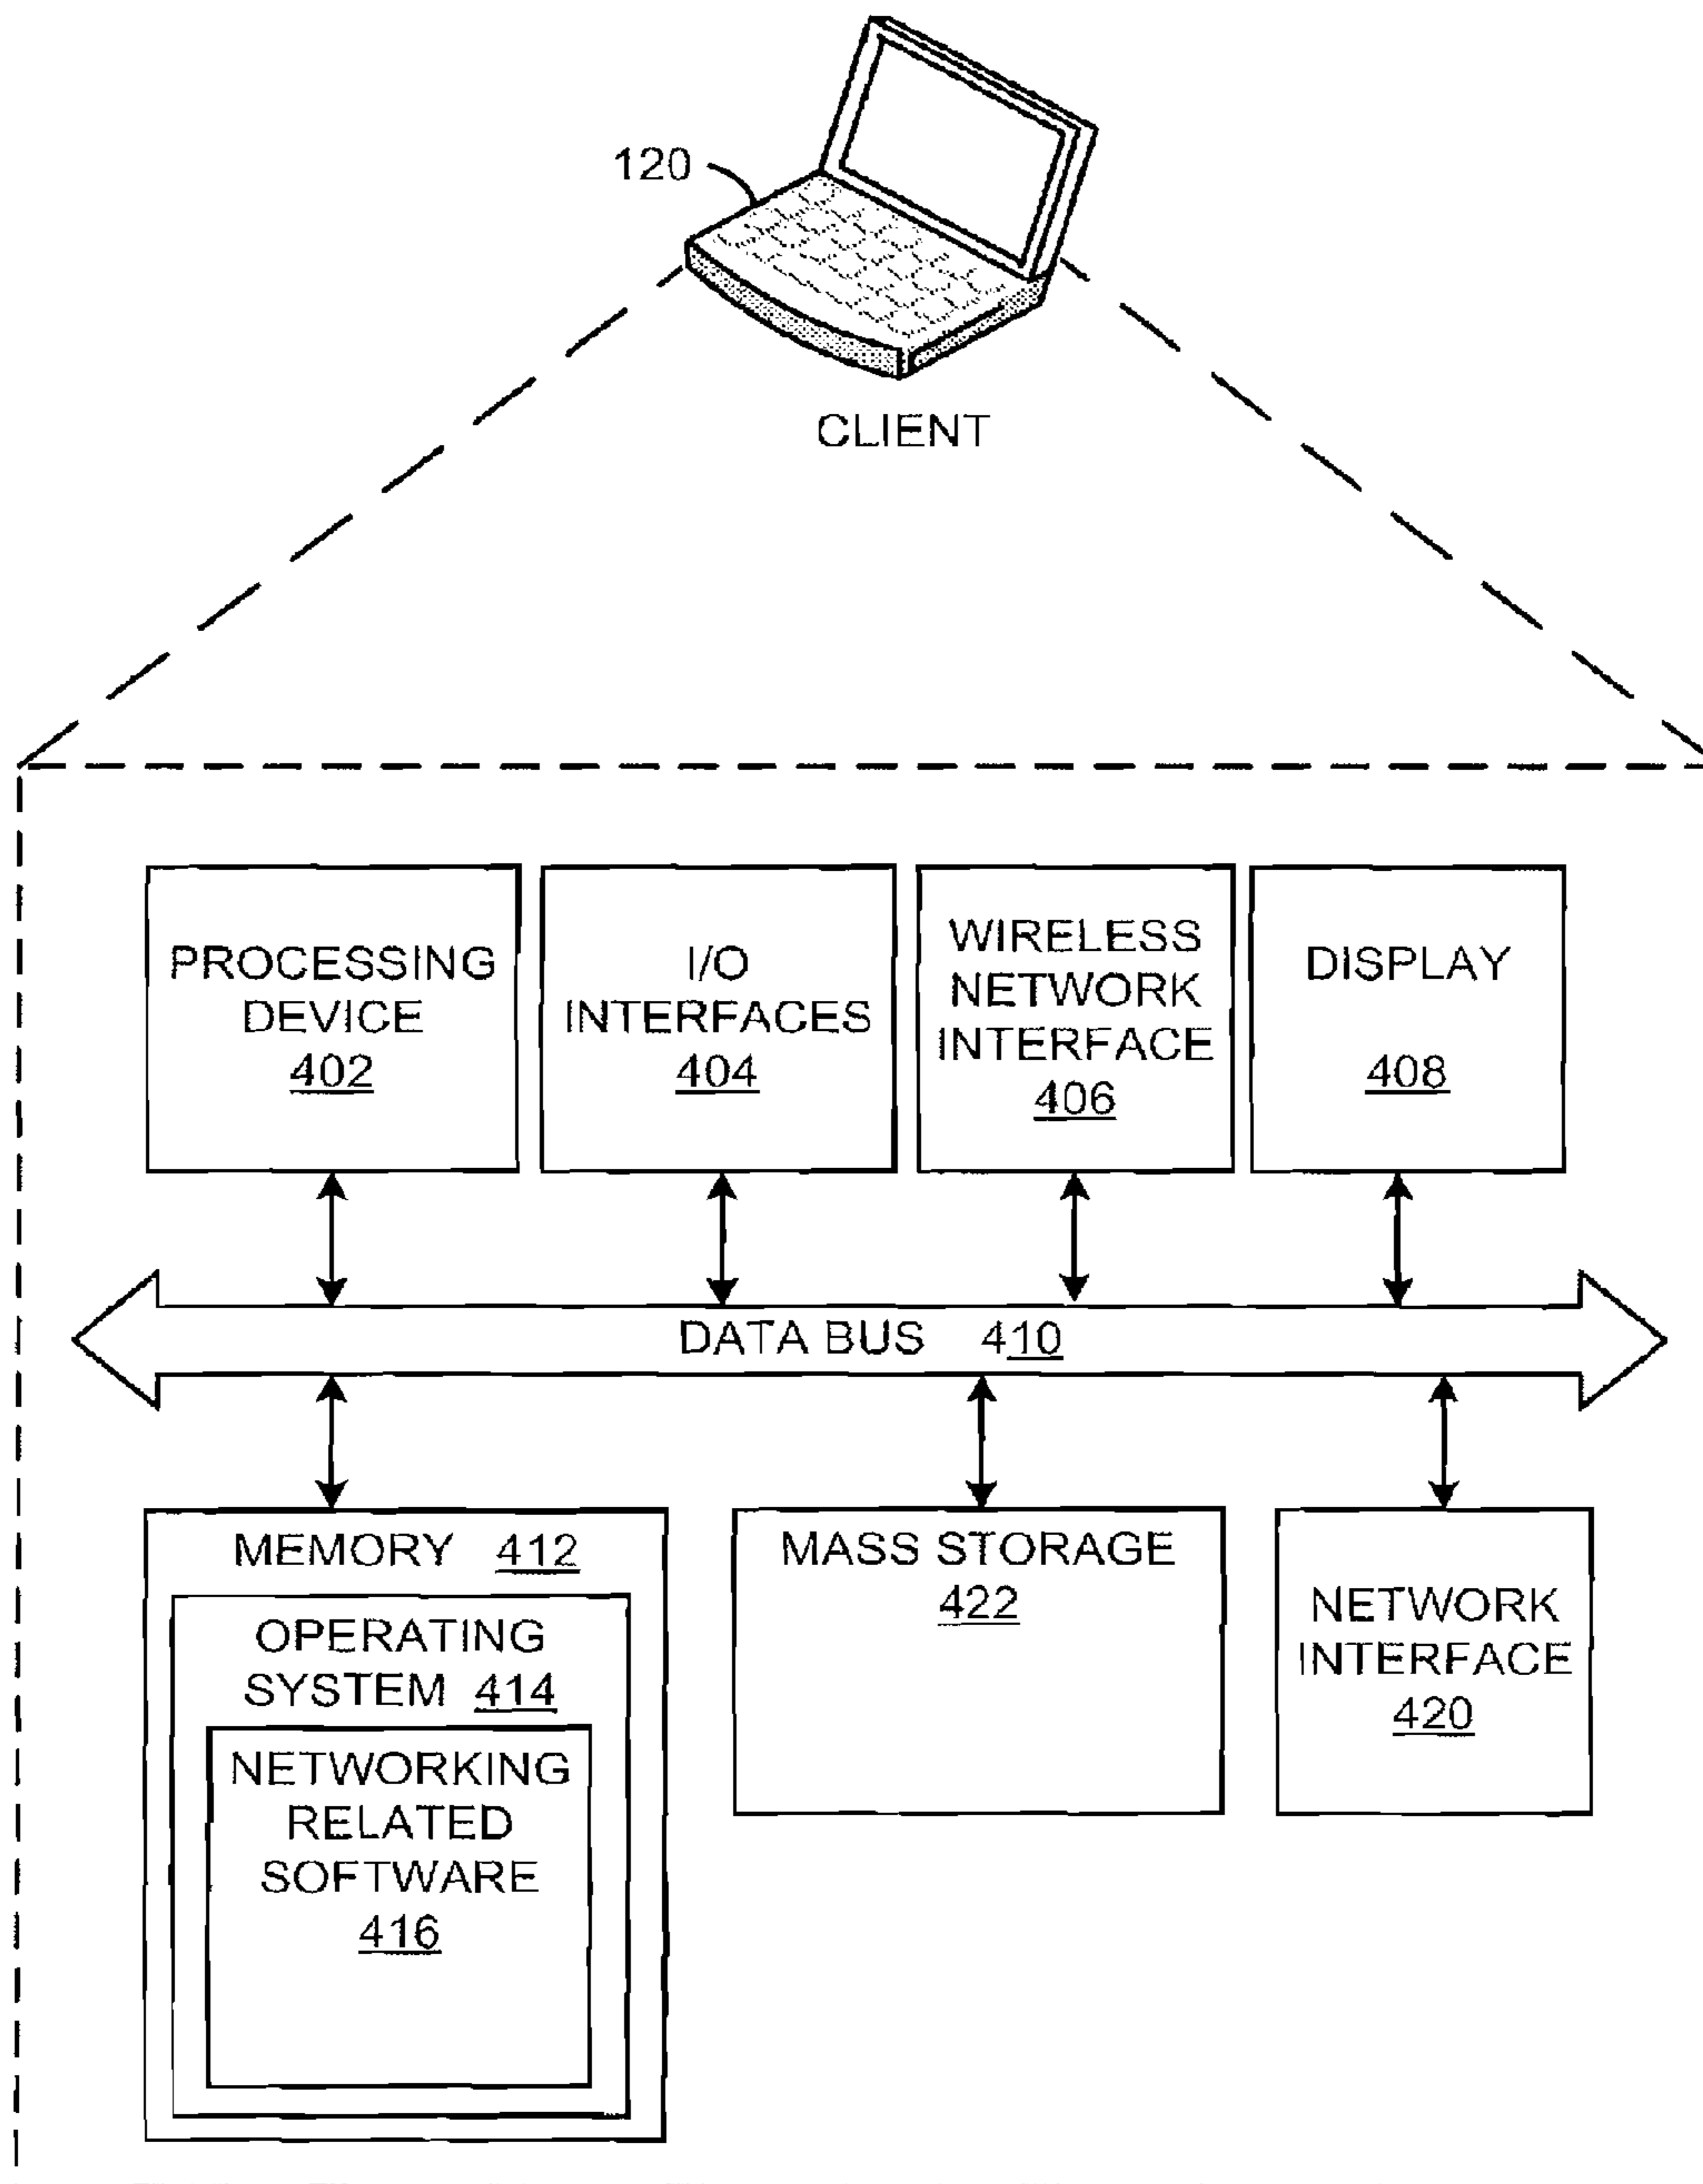 120
CLIENT
PROCESSING
DEVICE
402
I/O
INTERFACES
404
WIRELESS
NETWORK
INTERFACE
406
DISPLAY
408
DATA BUS 410
MEMORY 412
OPERATING
SYSTEM 414
NETWORKING
RELATED
SOFTWARE
416
MASS STORAGE
422
NETWORK
INTERFACE
420